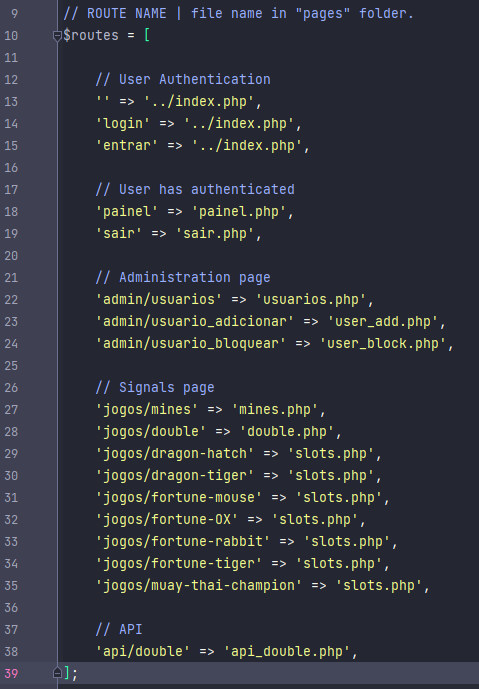 9 // ROUTE NAME | file name in "pages" folder.
10 $routes = [
11
12 // User Authentication
13 '' => '../index.php',
14 'login' => '../index.php',
15 'entrar' => '../index.php',
16
17 // User has authenticated
18 'painel' => 'painel.php',
19 'sair' => 'sair.php',
20
21 // Administration page
22 'admin/usuarios' => 'usuarios.php',
23 'admin/usuario_adicionar' => 'user_add.php',
24 'admin/usuario_bloquear' => 'user_block.php',
25
26 // Signals page
27 'jogos/mines' => 'mines.php',
28 'jogos/double' => 'double.php',
29 'jogos/dragon-hatch' => 'slots.php',
30 'jogos/dragon-tiger' => 'slots.php',
31 'jogos/fortune-mouse' => 'slots.php',
32 'jogos/fortune-OX' => 'slots.php',
33 'jogos/fortune-rabbit' => 'slots.php',
34 'jogos/fortune-tiger' => 'slots.php',
35 'jogos/muay-thai-champion' => 'slots.php',
36
37 // API
38 'api/double' => 'api_double.php',
39 ];